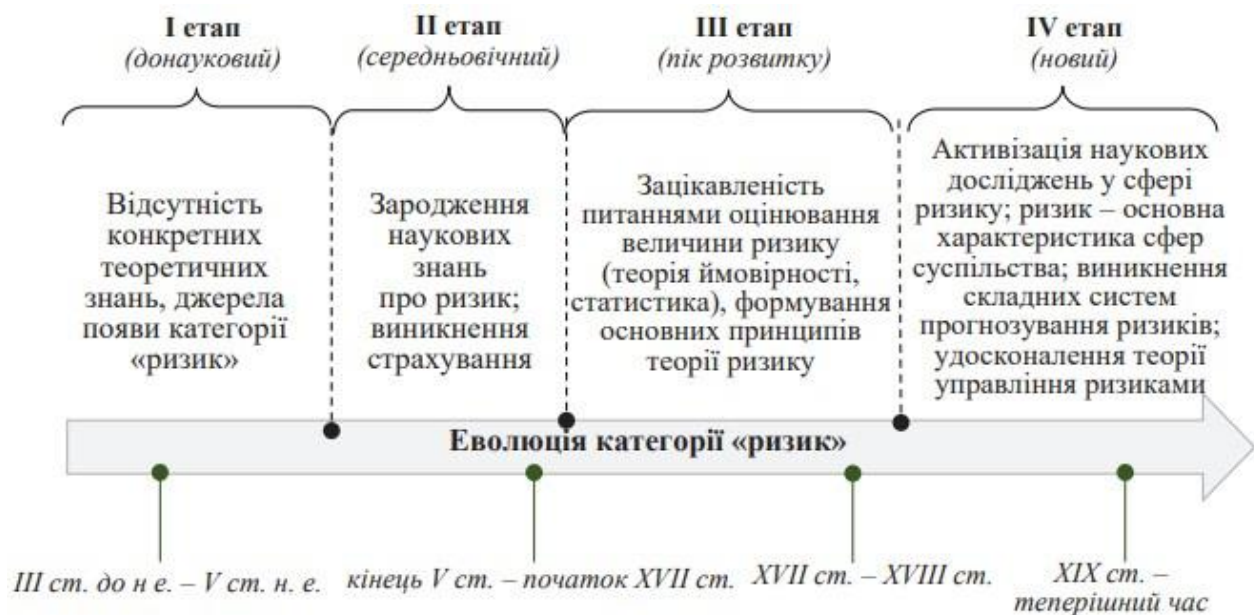 I етап
(донауковий)
II етап
(середньовічний)
III етап
(пік розвитку)
IV етап
(новий)
Відсутність
конкретних
теоретичних
знань, джерела
появи категорії
«ризик»
Зародження
наукових
знань
про ризик;
виникнення
страхування
Зацікавленість
питаннями оцінювання
величини ризику
(теорія ймовірності,
статистика), формування
основних принципів
теорії ризику
Активізація наукових
досліджень у сфері
ризику; ризик – основна
характеристика сфер
суспільства; виникнення
складних систем
прогнозування ризиків;
удосконалення теорії
управління ризиками
Еволюція категорії «ризик»
III ст. до н е. – V ст. н. е.
кінець V ст. – початок XVII ст.
XVII ст. – XVIII ст.
XIX ст. –
теперішний час